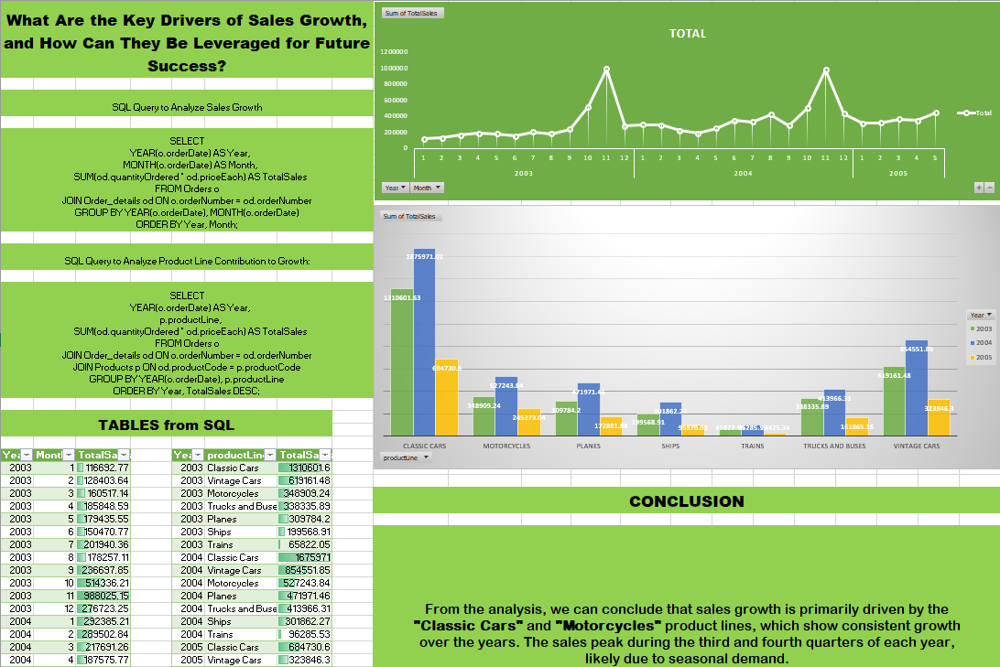 What Are the Key Drivers of Sales Growth,
and How Can They Be Leveraged for Future
Success?
SQL Query to Analyze Sales Growth
SELECT
YEAR(o.orderDate) AS Year,
MONTH(o.orderDate) AS Month,
SUM(od.quantityOrdered * od.priceEach) AS TotalSales
FROM Orders o
JOIN Order_details od ON o.orderNumber = od.orderNumber
GROUP BY YEAR(o.orderDate), MONTH(o.orderDate)
ORDER BY Year, Month;
SQL Query to Analyze Product Line Contribution to Growth:
SELECT
YEAR(o.orderDate) AS Year,
p.productLine,
SUM(od.quantityOrdered * od.priceEach) AS TotalSales
FROM Orders o
JOIN Order_details od ON o.orderNumber = od.orderNumber
JOIN Products p ON od.productCode = p.productCode
GROUP BY YEAR(o.orderDate), p.productLine
ORDER BY Year, TotalSales DESC;
TABLES from SQL
Yea Month TotalSa
2003 1 116692.77
2003 2 128403.64
2003 3 160517.14
2003 4 185848.59
2003 5 179435.55
2003 6 150470.77
2003 7 201940.36
2003 8 178257.11
2003 9 236697.85
2003 10 514336.21
2003 11 988025.15
2003 12 276723.25
2004 1 292385.21
2004 2 289502.84
2004 3 217691.26
2004 4 187575.77
Yea productLin TotalSa
2003 Classic Cars 1310601.6
2003 Vintage Cars 619161.48
2003 Motorcycles 348909.24
2003 Trucks and Buse 338335.89
2003 Planes 309784.2
2003 Ships 199568.91
2003 Trains 65822.05
2004 Classic Cars 1675971
2004 Vintage Cars 854551.85
2004 Motorcycles 527243.84
2004 Planes 471971.46
2004 Trucks and Buse 413966.31
2004 Ships 301862.27
2004 Trains 96285.53
2005 Classic Cars 684730.6
2005 Vintage Cars 323846.3
Sum of TotalSales
TOTAL
1200000
1000000
800000
600000
400000
200000
0
1 2 3 4 5 6 7 8 9 10 11 12 1 2 3 4 5 6 7 8 9 10 11 12 1 2 3 4 5
2003 2004 2005
Total
Year Month
Sum of TotalSales
1675971.02
1310601.63
684730.6
527243.84
348909.24
245273.04
471971.46
309784.2
172881.88
301862.27
199568.91
95870.05
65822.05
96285.53
413966.31
338335.89
161865.16
854551.85
619161.48
323846.3
CLASSIC CARS MOTORCYCLES PLANES SHIPS TRAINS TRUCKS AND BUSES VINTAGE CARS
productLine
Year
2003
2004
2005
CONCLUSION
From the analysis, we can conclude that sales growth is primarily driven by the
"Classic Cars" and "Motorcycles" product lines, which show consistent growth
over the years. The sales peak during the third and fourth quarters of each year,
likely due to seasonal demand.